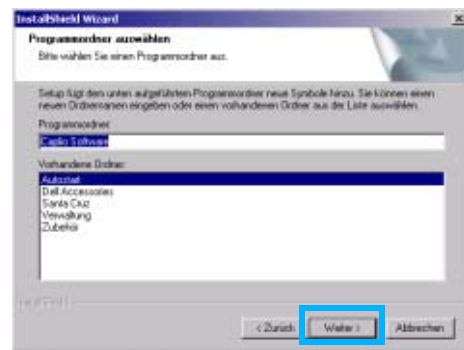 InstallShield Wizard
Programmordner auswählen
Bitte wählen Sie einen Programmordner aus.
Setup fügt dem unten aufgeführten Programmordner neue Symbole hinzu. Sie können einen
neuen Ordnernamen eingeben oder einen vorhandenen Ordner aus der Liste auswählen.
Programmordner:
Caplio Software
Vorhandene Ordner:
Autostart
Dell Accessories
Santa Cruz
Verwaltung
Zubehör
InstallShield
< Zurück Weiter > Abbrechen